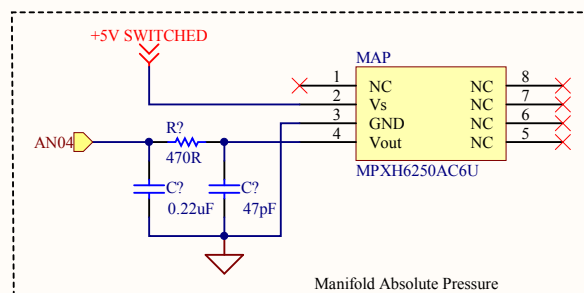 +5V SWITCHED
MAP
1 NC NC 8
2 Vs NC 7
3 GND NC 6
4 Vout NC 5
MPXH6250AC6U
AN04
R?
470R
C?
0.22uF
C?
47pF
Manifold Absolute Pressure